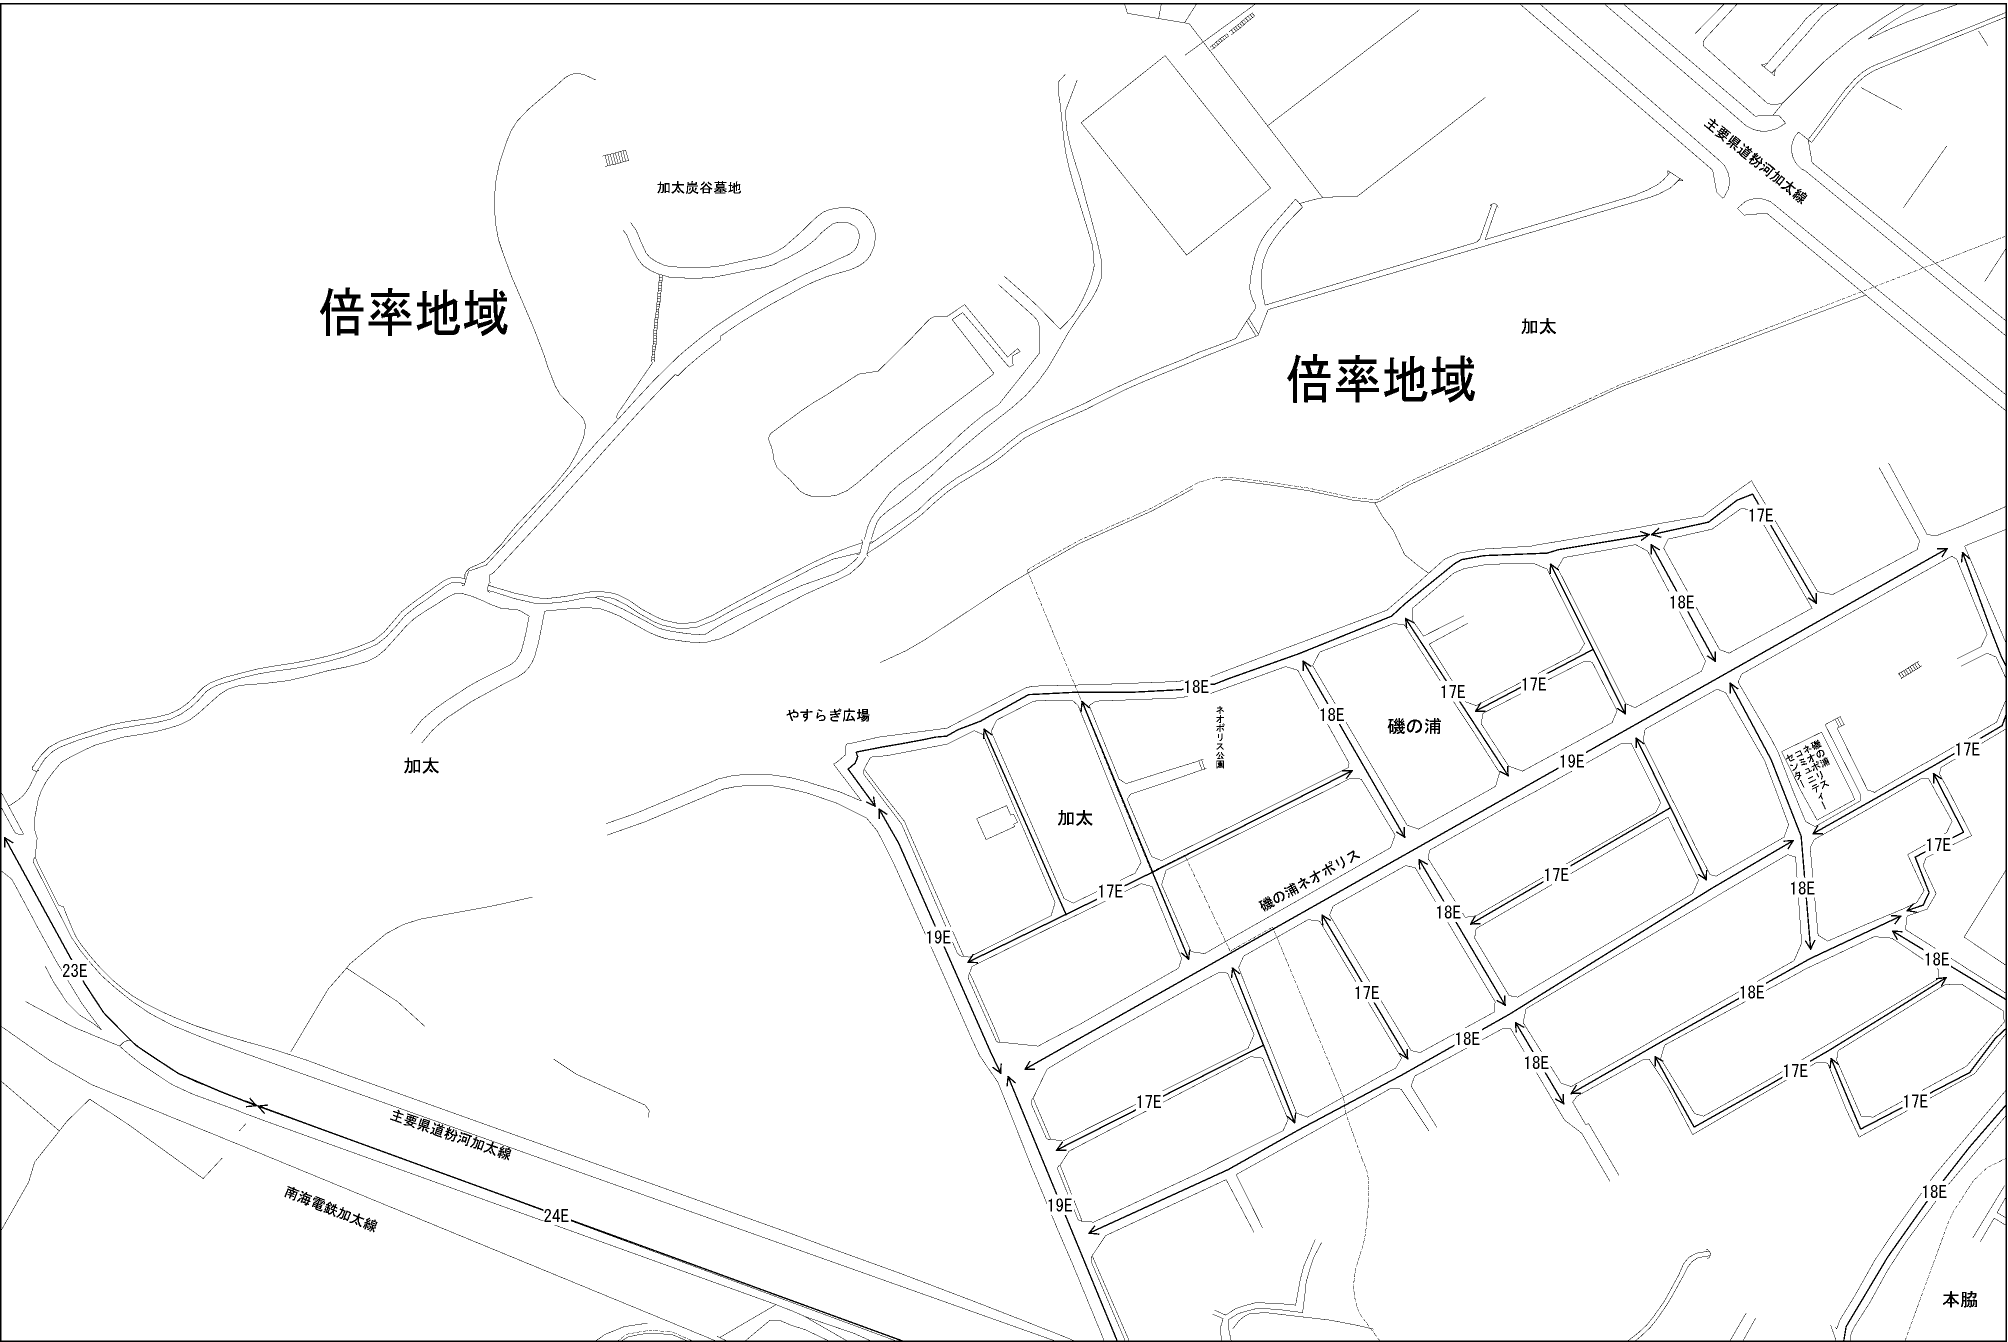 主要県道粉河加太線
加太炭谷墓地
倍率地域
加太
倍率地域
17E
18E
18E
17E
17E
18E
やすらぎ広場
ネオポリス公園
磯の浦
加太
19E
17E
磯の浦
ネオポリス
コミュニティー
センター
加太
17E
磯の浦ネオポリス
17E
17E
18E
18E
19E
18E
23E
17E
18E
18E
18E
17E
17E
17E
主要県道粉河加太線
南海電鉄加太線
24E
19E
18E
本脇